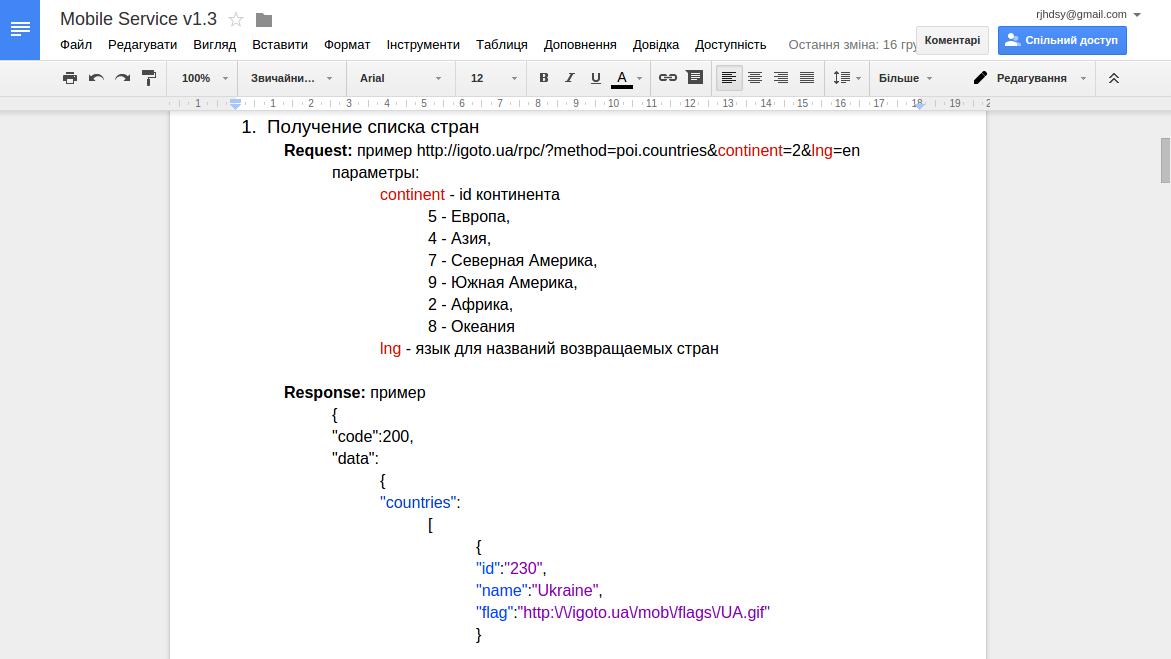 Mobile Service v1.3
rjhdsy@gmail.com
Файл Редагувати Вигляд Вставити Формат Інструменти Таблиця Доповнення Довідка Доступність Остання зміна: 16 гру
Коментарі
Спільний доступ
100% Звичайни... Arial 12 B I U A Більше Редагування
1 1 2 3 4 5 6 7 8 9 10 11 12 13 14 15 16 17 18 19 2
1. Получение списка стран
Request: пример http://igoto.ua/rpc/?method=poi.countries&continent=2&lng=en
параметры:
continent - id континента
5 - Европа,
4 - Азия,
7 - Северная Америка,
9 - Южная Америка,
2 - Африка,
8 - Океания
lng - язык для названий возвращаемых стран
Response: пример
{
"code":200,
"data":
{
"countries":
[
{
"id":"230",
"name":"Ukraine",
"flag":"http:\/\/igoto.ua\/mob\/flags\/UA.gif"
}